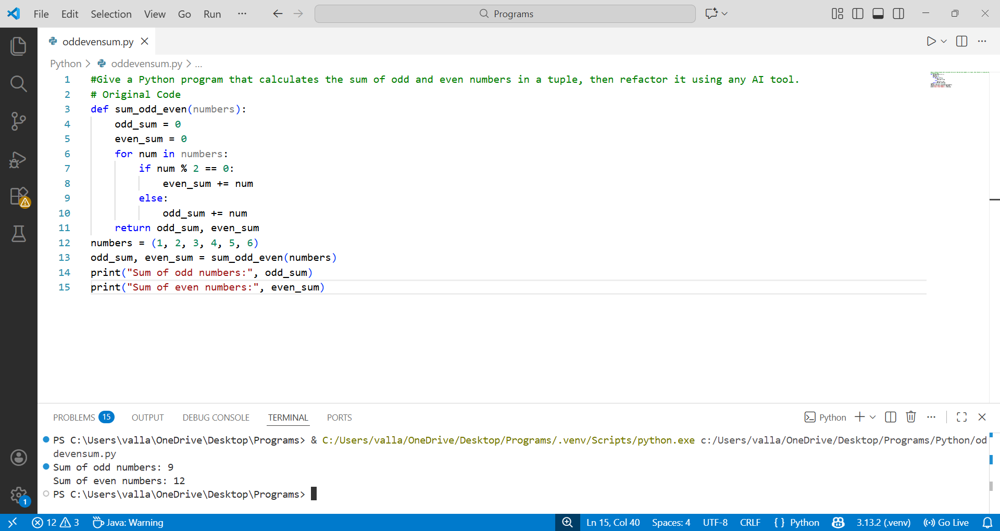 File Edit Selection View Go Run ··· Programs
oddevensum.py
Python > oddevensum.py > ...
1 #Give a Python program that calculates the sum of odd and even numbers in a tuple, then refactor it using any AI tool.
2 # Original Code
3 def sum_odd_even(numbers):
4     odd_sum = 0
5     even_sum = 0
6     for num in numbers:
7         if num % 2 == 0:
8             even_sum += num
9         else:
10             odd_sum += num
11     return odd_sum, even_sum
12 numbers = (1, 2, 3, 4, 5, 6)
13 odd_sum, even_sum = sum_odd_even(numbers)
14 print("Sum of odd numbers:", odd_sum)
15 print("Sum of even numbers:", even_sum)
PROBLEMS 15 OUTPUT DEBUG CONSOLE TERMINAL PORTS Python
PS C:\Users\valla\OneDrive\Desktop\Programs> & C:/Users/valla/OneDrive/Desktop/Programs/.venv/Scripts/python.exe c:/Users/valla/OneDrive/Desktop/Programs/Python/od
devensum.py
Sum of odd numbers: 9
Sum of even numbers: 12
PS C:\Users\valla\OneDrive\Desktop\Programs>
1
12 3 Java: Warning Ln 15, Col 40 Spaces: 4 UTF-8 CRLF { } Python 3.13.2 (.venv) Go Live